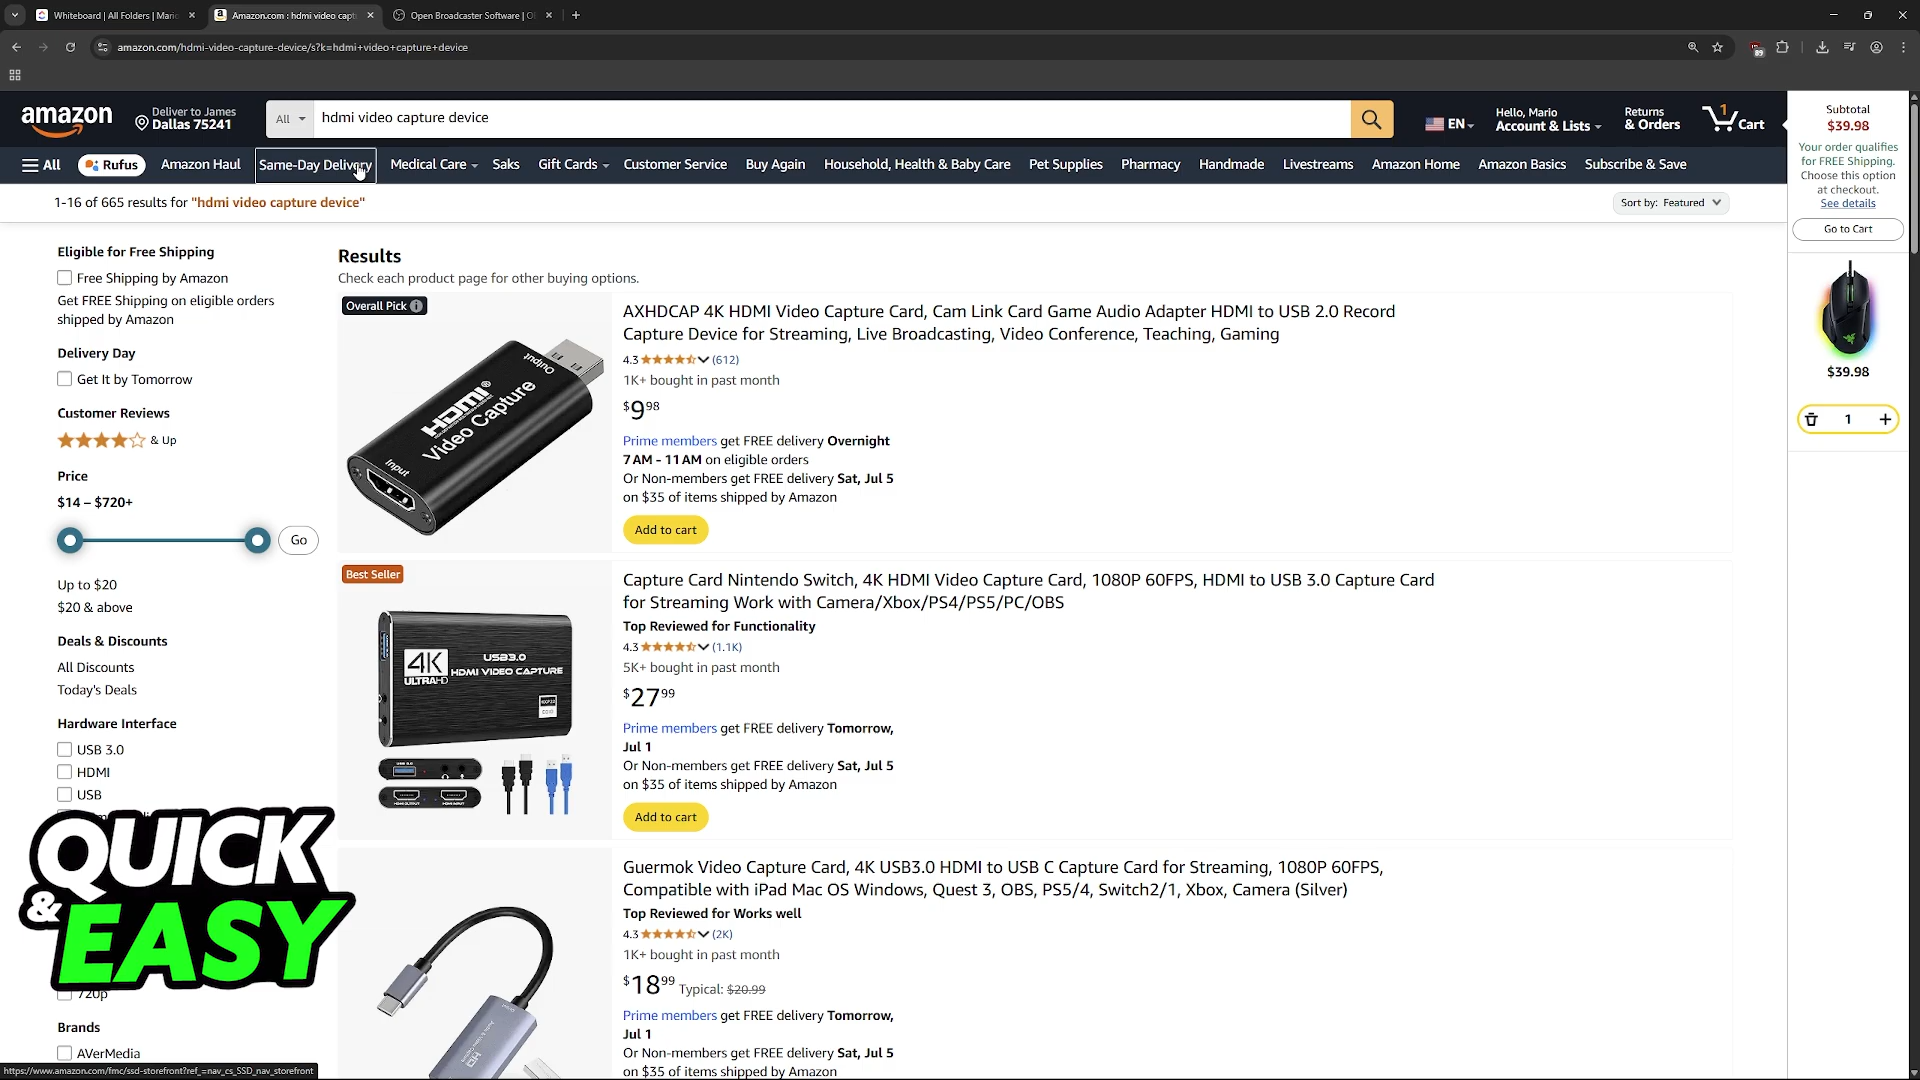 Whiteboard | All Folders | Mario
Amazon.com : hdmi video capt
Open Broadcaster Software | O
amazon.com/hdmi-video-capture-device/s?k=hdmi+video+capture+device
89
amazon
Deliver to James
Dallas 75241
All
hdmi video capture device
EN
Hello, Mario
Account & Lists
Returns
& Orders
1
Cart
All
Rufus
Amazon Haul
Same-Day Delivery
Medical Care
Saks
Gift Cards
Customer Service
Buy Again
Household, Health & Baby Care
Pet Supplies
Pharmacy
Handmade
Livestreams
Amazon Home
Amazon Basics
Subscribe & Save
1-16 of 665 results for "hdmi video capture device"
Sort by: Featured
Subtotal
$39.98
Your order qualifies
for FREE Shipping.
Choose this option
at checkout.
See details
Go to Cart
$39.98
1
Eligible for Free Shipping
Free Shipping by Amazon
Get FREE Shipping on eligible orders
shipped by Amazon
Delivery Day
Get It by Tomorrow
Customer Reviews
& Up
Price
$14 – $720+
Go
Up to $20
$20 & above
Deals & Discounts
All Discounts
Today's Deals
Hardware Interface
USB 3.0
HDMI
USB
720p
Brands
AVerMedia
QUICK
& EASY
Results
Check each product page for other buying options.
Overall Pick
Output
HDMI®
Video Capture
Input
AXHDCAP 4K HDMI Video Capture Card, Cam Link Card Game Audio Adapter HDMI to USB 2.0 Record
Capture Device for Streaming, Live Broadcasting, Video Conference, Teaching, Gaming
4.3 (612)
1K+ bought in past month
$9.98
Prime members get FREE delivery Overnight
7 AM - 11 AM on eligible orders
Or Non-members get FREE delivery Sat, Jul 5
on $35 of items shipped by Amazon
Add to cart
Best Seller
4K
ULTRAHD
USB3.0
HDMI VIDEO CAPTURE
USB 3.0
HDMI OUTPUT
HDMI INPUT
Capture Card Nintendo Switch, 4K HDMI Video Capture Card, 1080P 60FPS, HDMI to USB 3.0 Capture Card
for Streaming Work with Camera/Xbox/PS4/PS5/PC/OBS
Top Reviewed for Functionality
4.3 (1.1K)
5K+ bought in past month
$27.99
Prime members get FREE delivery Tomorrow,
Jul 1
Or Non-members get FREE delivery Sat, Jul 5
on $35 of items shipped by Amazon
Add to cart
Guermok Video Capture Card, 4K USB3.0 HDMI to USB C Capture Card for Streaming, 1080P 60FPS,
Compatible with iPad Mac OS Windows, Quest 3, OBS, PS5/4, Switch2/1, Xbox, Camera (Silver)
Top Reviewed for Works well
4.3 (2K)
1K+ bought in past month
$18.99 Typical: $20.99
Prime members get FREE delivery Tomorrow,
Jul 1
Or Non-members get FREE delivery Sat, Jul 5
on $35 of items shipped by Amazon
https://www.amazon.com/fmc/ssd-storefront?ref_=nav_cs_SSD_nav_storefront